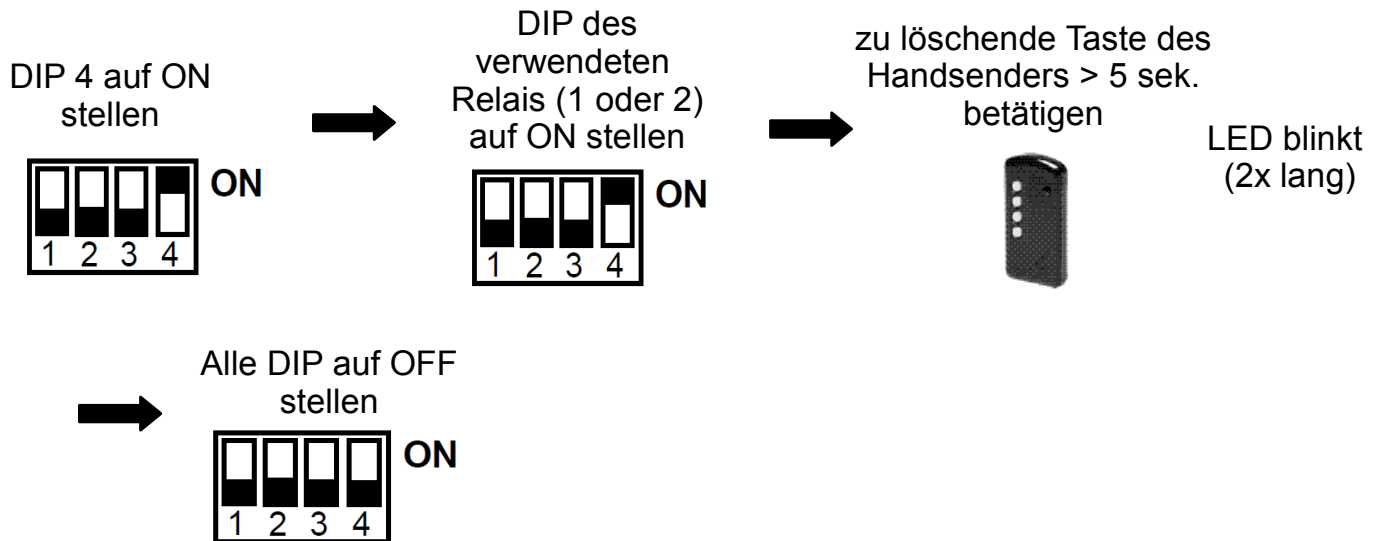 DIP 4 auf ON
stellen
ON
1 2 3 4
DIP des
verwendeten
Relais (1 oder 2)
auf ON stellen
ON
1 2 3 4
zu löschende Taste des
Handsenders > 5 sek.
betätigen
LED blinkt
(2x lang)
Alle DIP auf OFF
stellen
ON
1 2 3 4